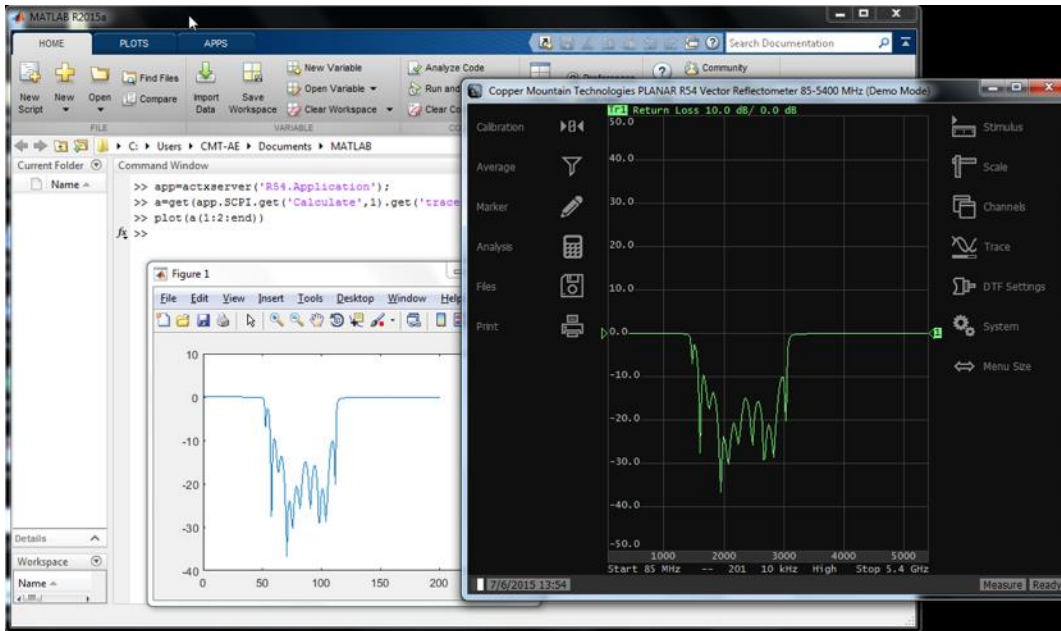 MATLAB R2015a
HOME PLOTS APPS
Search Documentation
New Script
New
Open
Find Files
Compare
Import Data
Save Workspace
New Variable
Open Variable
Clear Workspace
Analyze Code
Run and
Clear Co
Preferences
Community
FILE
VARIABLE
CO
C: Users CMT-AE Documents MATLAB
Current Folder
Name
Command Window
>> app=actxserver('R54.Application');
>> a=get(app.SCPI.get('Calculate',1).get('trace
>> plot(a(1:2:end))
fx >>
Details
Workspace
Name
Figure 1
File Edit View Insert Tools Desktop Window Help
10
0
-10
-20
-30
-40
0 50 100 150 200
Copper Mountain Technologies PLANAR R54 Vector Reflectometer 85-5400 MHz (Demo Mode)
Tr1 Return Loss 10.0 dB/ 0.0 dB
Calibration
Average
Marker
Analysis
Files
Print
50.0
40.0
30.0
20.0
10.0
0.0
-10.0
-20.0
-30.0
-40.0
-50.0
1
1000 2000 3000 4000 5000
Start 85 MHz -- 201 10 kHz High Stop 5.4 GHz
Stimulus
Scale
Channels
Trace
DTF Settings
System
Menu Size
7/6/2015 13:54
Measure Ready